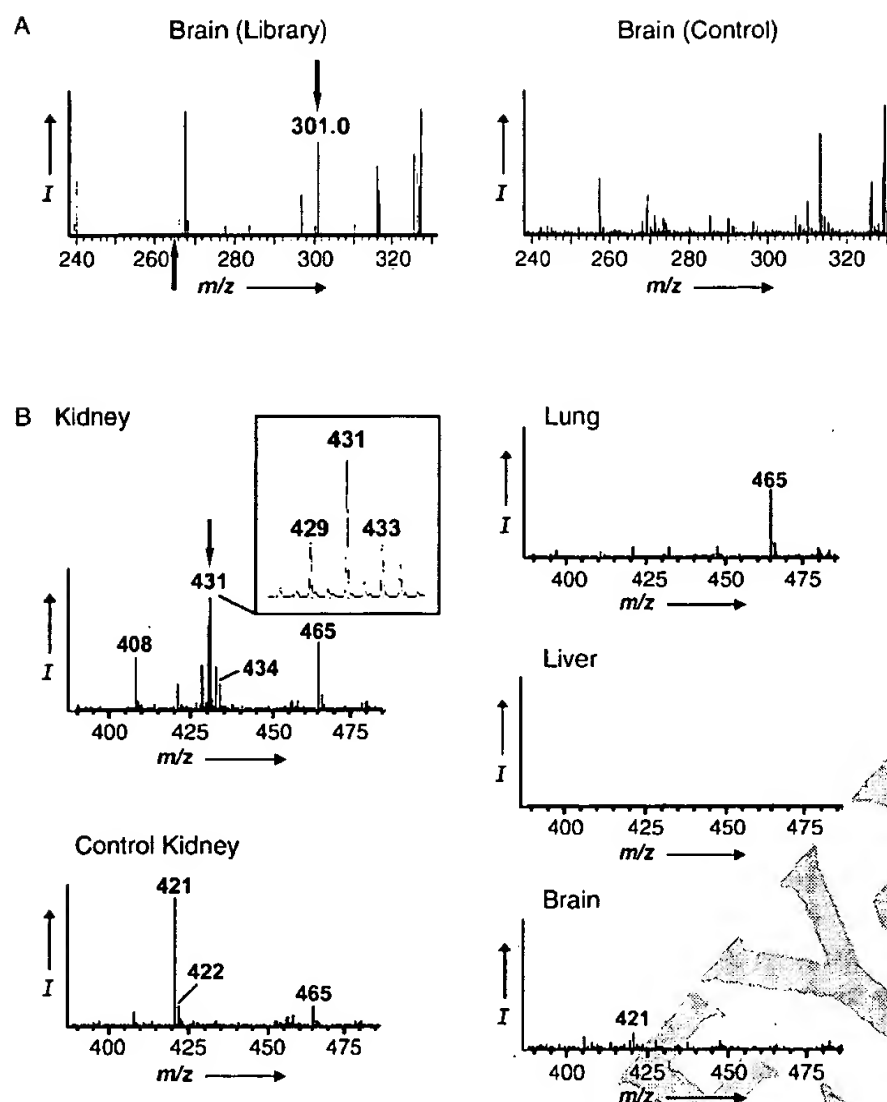 A
Brain (Library)
Brain (Control)
301.0
I
240 260 280 300 320
m/z
I
240 260 280 300 320
m/z
B
Kidney
431
429
433
431
408
434
465
I
400 425 450 475
m/z
Control Kidney
421
422
465
I
400 425 450 475
m/z
Lung
465
I
400 425 450 475
m/z
Liver
I
400 425 450 475
m/z
Brain
421
I
400 425 450 475
m/z